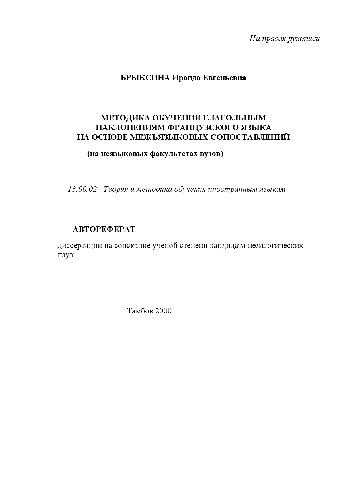 На правах рукописи
БРЫКСИНА Ираида Евгеньевна
МЕТОДИКА ОБУЧЕНИЯ ГЛАГОЛЬНЫМ
НАКЛОНЕНИЯМ ФРАНЦУЗСКОГО ЯЗЫКА
НА ОСНОВЕ МЕЖЪЯЗЫКОВЫХ СОПОСТАВЛЕНИЙ
(на неязыковых факультетах вузов)
13.00.02 - Теория и методика обучения иностранным языкам
АВТОРЕФЕРАТ
диссертации на соискание ученой степени кандидата педагогических
наук
Тамбов 2000